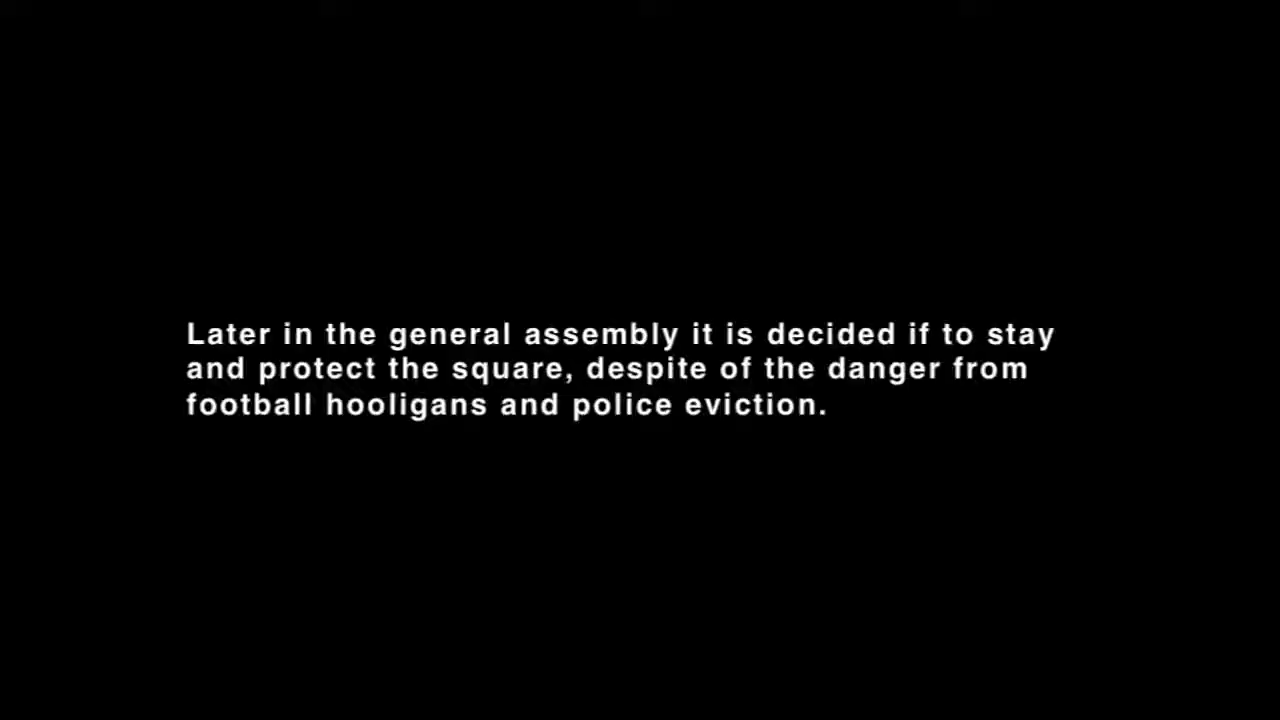 Later in the general assembly it is decided if to stay
and protect the square, despite of the danger from
football hooligans and police eviction.